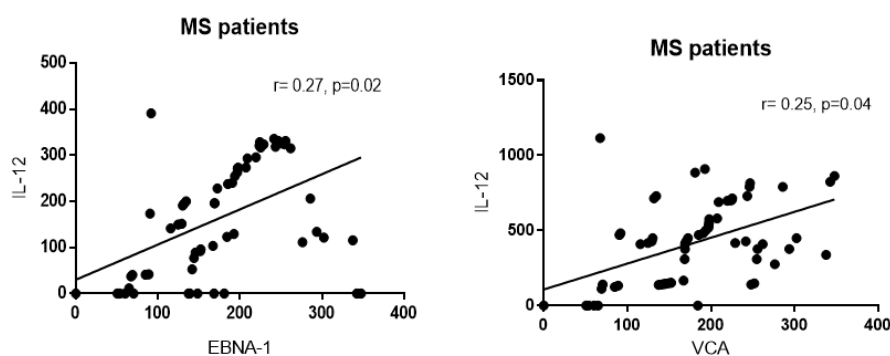 MS patients
r= 0.27, p=0.02
IL-12
500
400
300
200
100
0
0 100 200 300 400
EBNA-1
MS patients
r= 0.25, p=0.04
IL-12
1500
1000
500
0
0 100 200 300 400
VCA